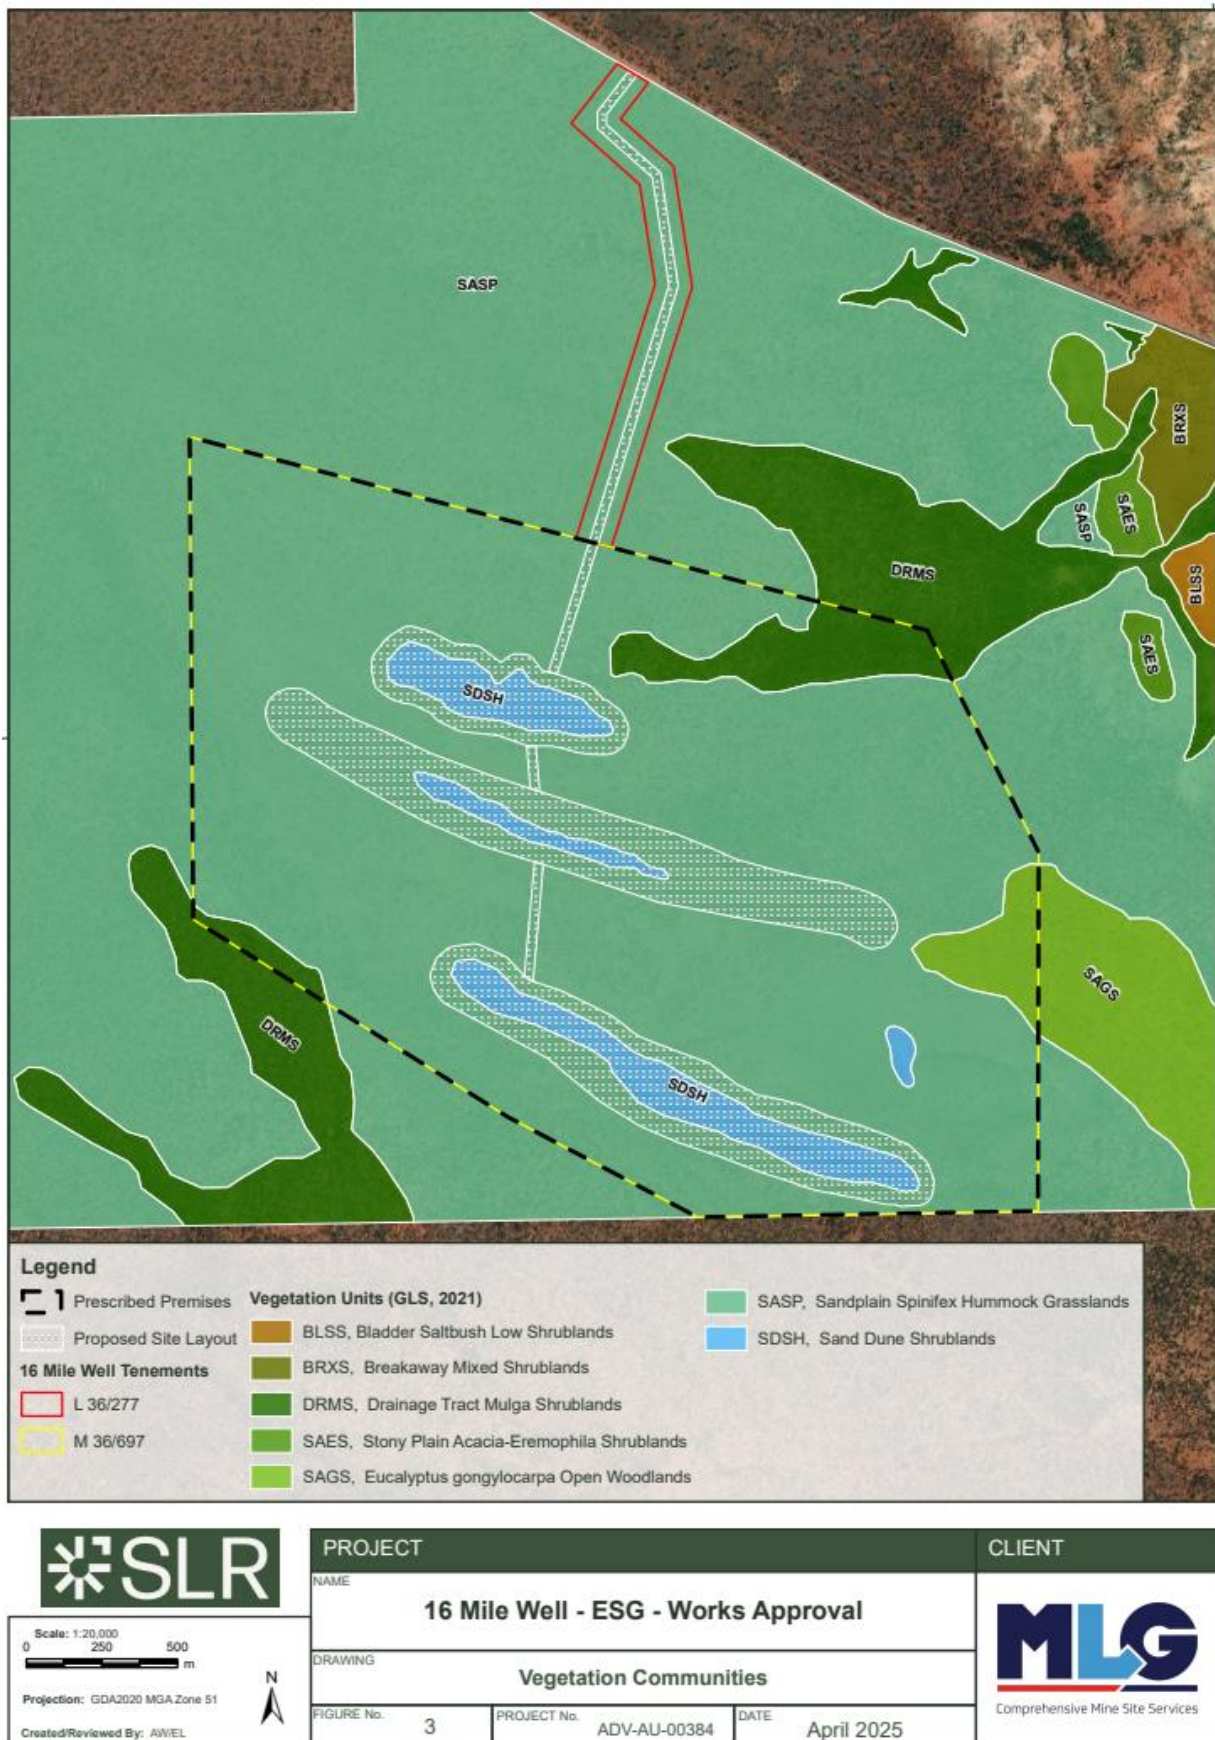 SASP
BRXS
SAES
SASP
DRMS
BLSS
SAES
SDSH
SAGS
DRMS
SDSH
Legend
Prescribed Premises
Proposed Site Layout
16 Mile Well Tenements
L 36/277
M 36/697
Vegetation Units (GLS, 2021)
BLSS, Bladder Saltbush Low Shrublands
BRXS, Breakaway Mixed Shrublands
DRMS, Drainage Tract Mulga Shrublands
SAES, Stony Plain Acacia-Eremophila Shrublands
SAGS, Eucalyptus gongylocarpa Open Woodlands
SASP, Sandplain Spinifex Hummock Grasslands
SDSH, Sand Dune Shrublands
SLR
Scale: 1:20,000
0 250 500
m
N
Projection: GDA2020 MGA Zone 51
Created/Reviewed By: AW/EL
PROJECT
NAME
16 Mile Well - ESG - Works Approval
DRAWING
Vegetation Communities
FIGURE No.
3
PROJECT No.
ADV-AU-00384
DATE
April 2025
CLIENT
MLG
Comprehensive Mine Site Services